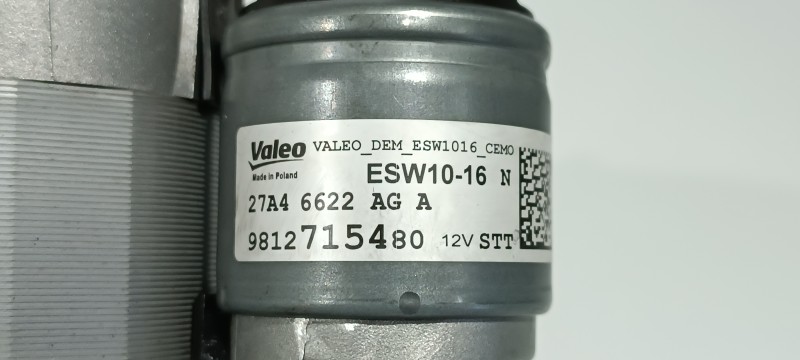 Valeo VALEO_DEM_ESW1016_CEMO
Made in Poland ESW10-16 N
27A4 6622 AG A
9812715480 12V STT